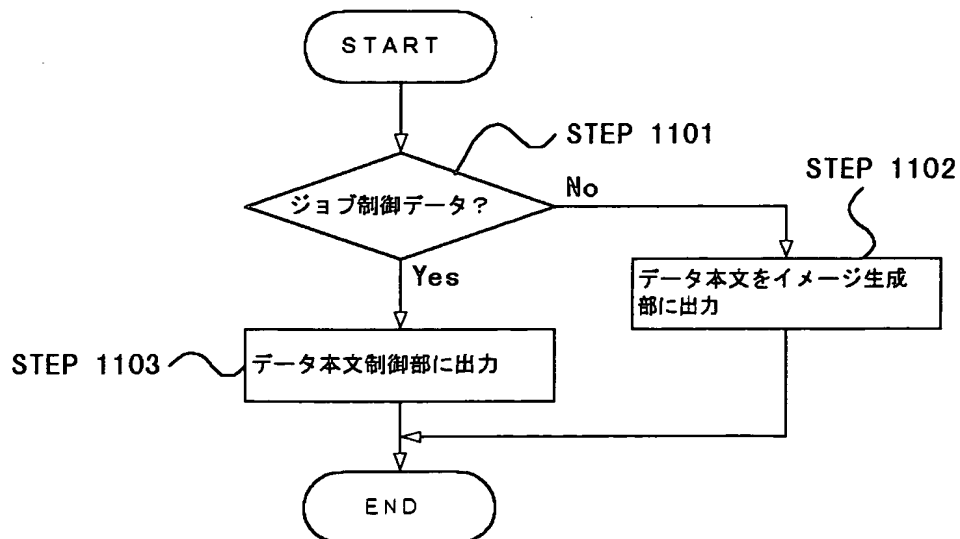 START
STEP 1101
ジョブ制御データ?
No
STEP 1102
Yes
データ本文をイメージ生成
部に出力
STEP 1103
データ本文制御部に出力
END